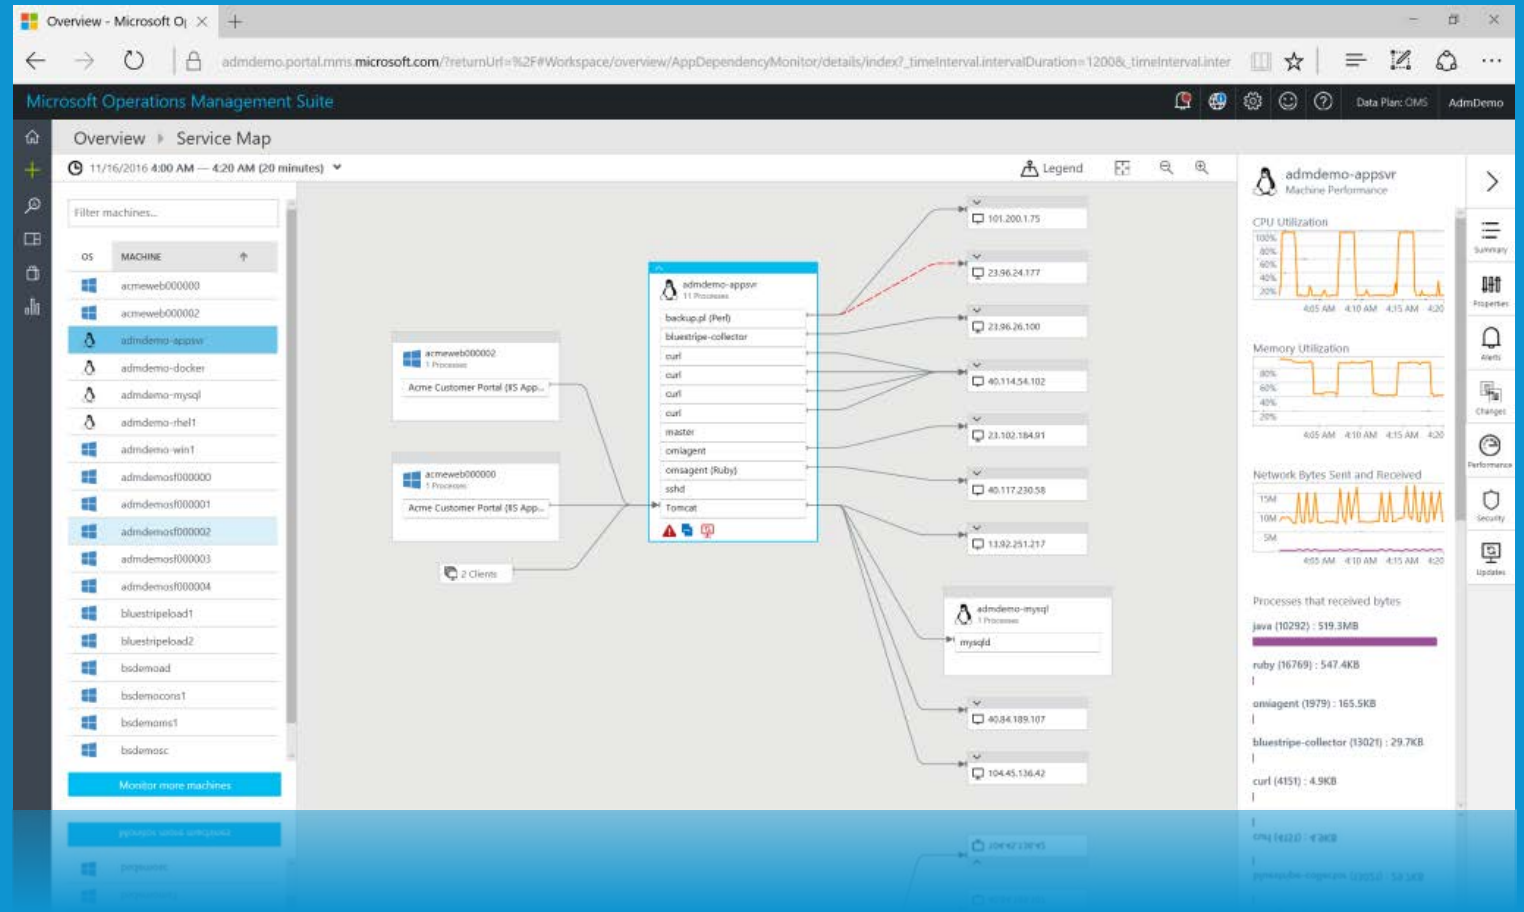 Overview - Microsoft O
admdemo.portal.mms.microsoft.com/?returnUrl=%2F#Workspace/overview/AppDependencyMonitor/details/index?_timeInterval.intervalDuration=1200&_timeInterval.inter
Microsoft Operations Management Suite
Data Plan: OMS
AdmDemo
Overview
Service Map
11/16/2016 4:00 AM — 4:20 AM (20 minutes)
Legend
Filter machines...
OS
MACHINE
acmeweb000000
acmeweb000002
admdemo-appsvr
admdemo-docker
admdemo-mysql
admdemo-rhel1
admdemo-win1
admdemosf000000
admdemosf000001
admdemosf000002
admdemosf000003
admdemosf000004
bluestripeload1
bluestripeload2
bsdemoad
bsdemocons1
bsdemoms1
bsdemosc
Monitor more machines
acmeweb000002
1 Processes
Acme Customer Portal (IIS App...
acmeweb000000
1 Processes
Acme Customer Portal (IIS App...
2 Clients
admdemo-appsvr
11 Processes
backup.pl (Perl)
bluestripe-collector
curl
curl
curl
curl
master
omiagent
omsagent (Ruby)
sshd
Tomcat
101.200.1.75
23.96.24.177
23.96.26.100
40.114.54.102
23.102.184.91
40.117.230.58
13.92.251.217
admdemo-mysql
1 Processes
mysqld
40.84.189.107
104.45.136.42
admdemo-appsvr
Machine Performance
CPU Utilization
100%
80%
60%
40%
20%
4:05 AM 4:10 AM 4:15 AM 4:20
Memory Utilization
80%
60%
40%
20%
4:05 AM 4:10 AM 4:15 AM 4:20
Network Bytes Sent and Received
15M
10M
5M
4:05 AM 4:10 AM 4:15 AM 4:20
Processes that received bytes
java (10292) : 519.3MB
ruby (16769) : 547.4KB
omiagent (1979) : 165.5KB
bluestripe-collector (13021) : 29.7KB
curl (4151) : 4.9KB
Summary
Properties
Alerts
Changes
Performance
Security
Updates